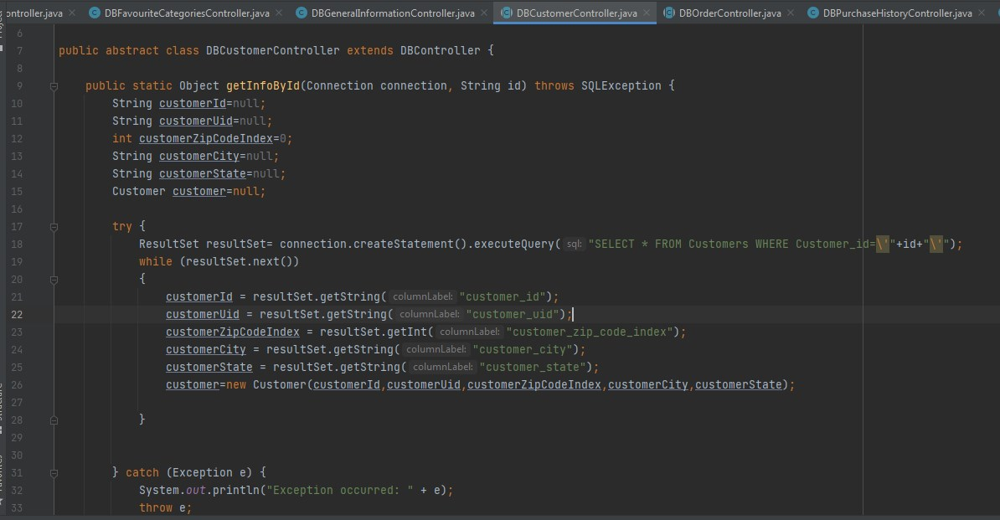 ontroller.java DBFavouriteCategoriesController.java DBGeneralInformationController.java DBCustomerController.java DBOrderController.java DBPurchaseHistoryController.java
6
7 public abstract class DBCustomerController extends DBController {
8
9 public static Object getInfoById(Connection connection, String id) throws SQLException {
10 String customerId=null;
11 String customerUid=null;
12 int customerZipCodeIndex=0;
13 String customerCity=null;
14 String customerState=null;
15 Customer customer=null;
16
17 try {
18 ResultSet resultSet= connection.createStatement().executeQuery( sql: "SELECT * FROM Customers WHERE Customer_id=\'"+id+"\'");
19 while (resultSet.next())
20 {
21 customerId = resultSet.getString( columnLabel: "customer_id");
22 customerUid = resultSet.getString( columnLabel: "customer_uid");
23 customerZipCodeIndex = resultSet.getInt( columnLabel: "customer_zip_code_index");
24 customerCity = resultSet.getString( columnLabel: "customer_city");
25 customerState = resultSet.getString( columnLabel: "customer_state");
26 customer=new Customer(customerId,customerUid,customerZipCodeIndex,customerCity,customerState);
27
28 }
29
30
31 } catch (Exception e) {
32 System.out.println("Exception occurred: " + e);
33 throw e;